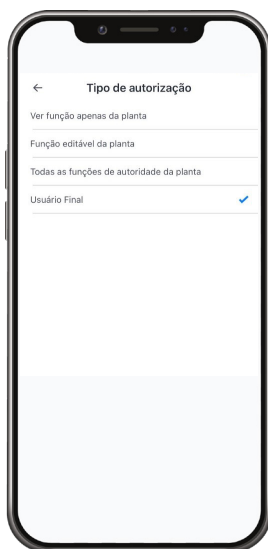 Tipo de autorização
Ver função apenas da planta
Função editável da planta
Todas as funções de autoridade da planta
Usuário Final